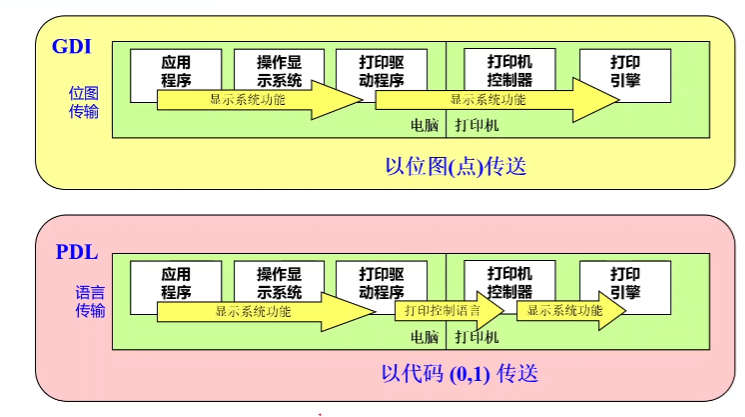 GDI
位图
传输
应用
程序
操作显
示系统
打印驱
动程序
打印机
控制器
打印
引擎
显示系统功能
显示系统功能
电脑
打印机
以位图(点)传送
PDL
语言
传输
应用
程序
操作显
示系统
打印驱
动程序
打印机
控制器
打印
引擎
显示系统功能
打印控制语言
显示系统功能
电脑
打印机
以代码 (0,1) 传送